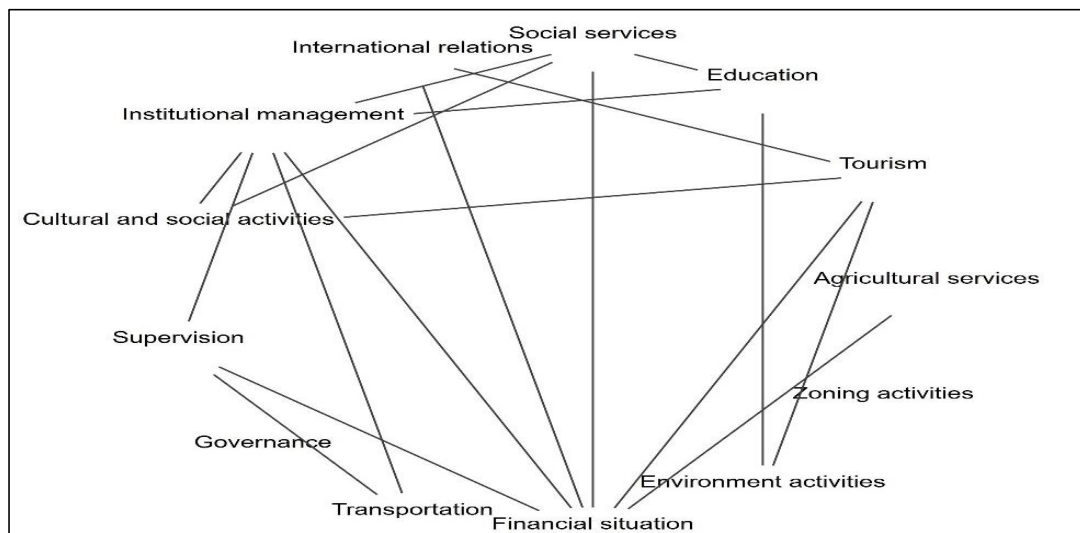 Social services
International relations
Education
Institutional management
Tourism
Cultural and social activities
Agricultural services
Supervision
Zoning activities
Governance
Environment activities
Transportation
Financial situation